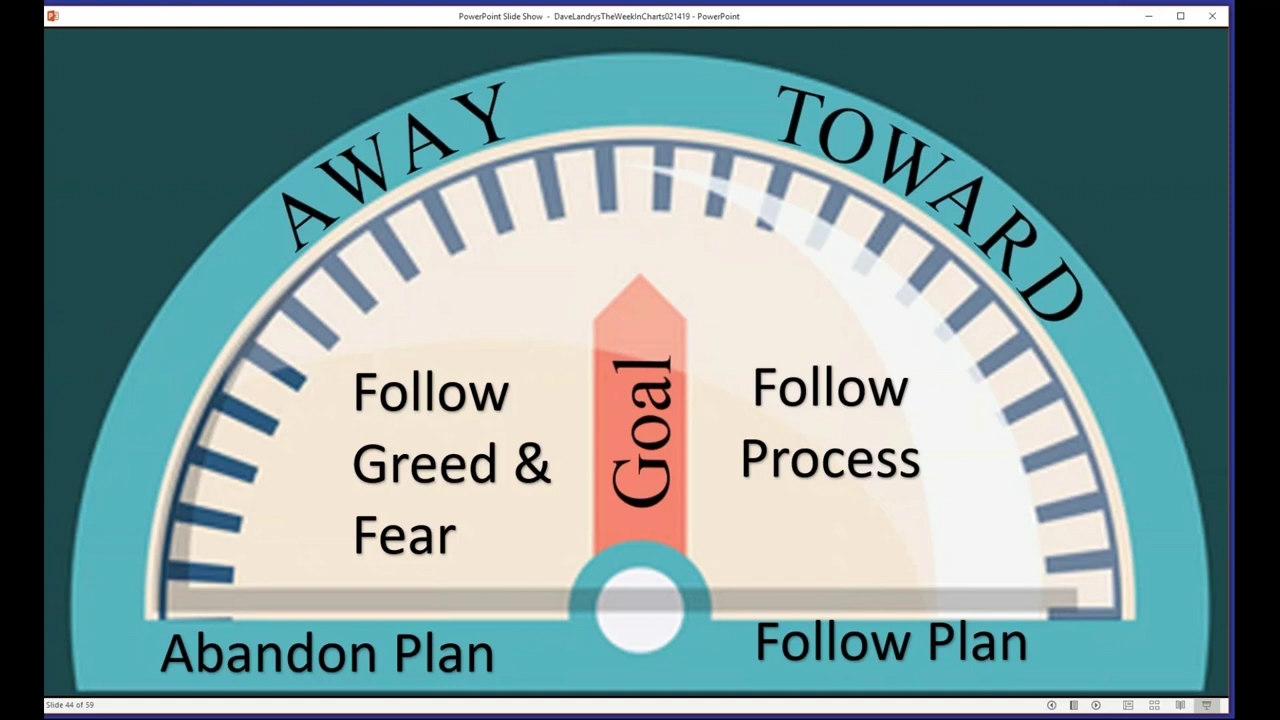 PowerPoint Slide Show - DaveLandrysTheWeekInCharts021419 - PowerPoint
AWAY
TOWARD
Follow
Greed &
Fear
Goal
Follow
Process
Abandon Plan
Follow Plan
Slide 44 of 59